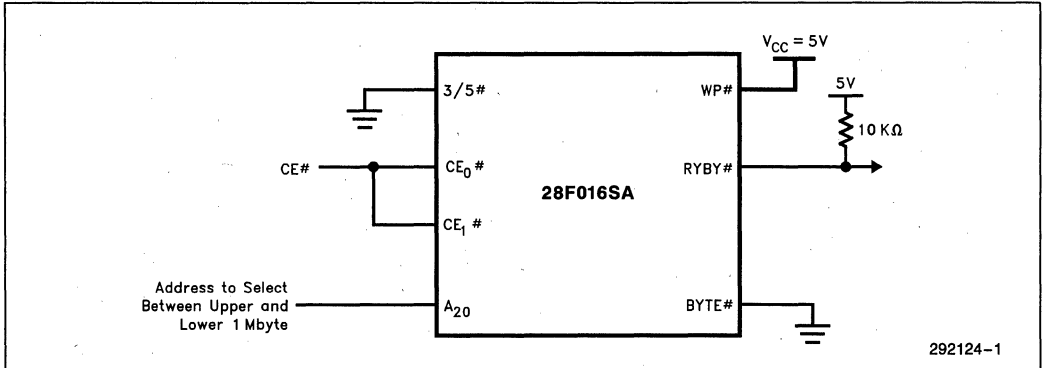 V_CC = 5V
3/5#
WP#
5V
10 KΩ
CE#
CE_0 #
RYBY#
28F016SA
CE_1 #
Address to Select
Between Upper and
Lower 1 Mbyte
A_20
BYTE#
292124-1